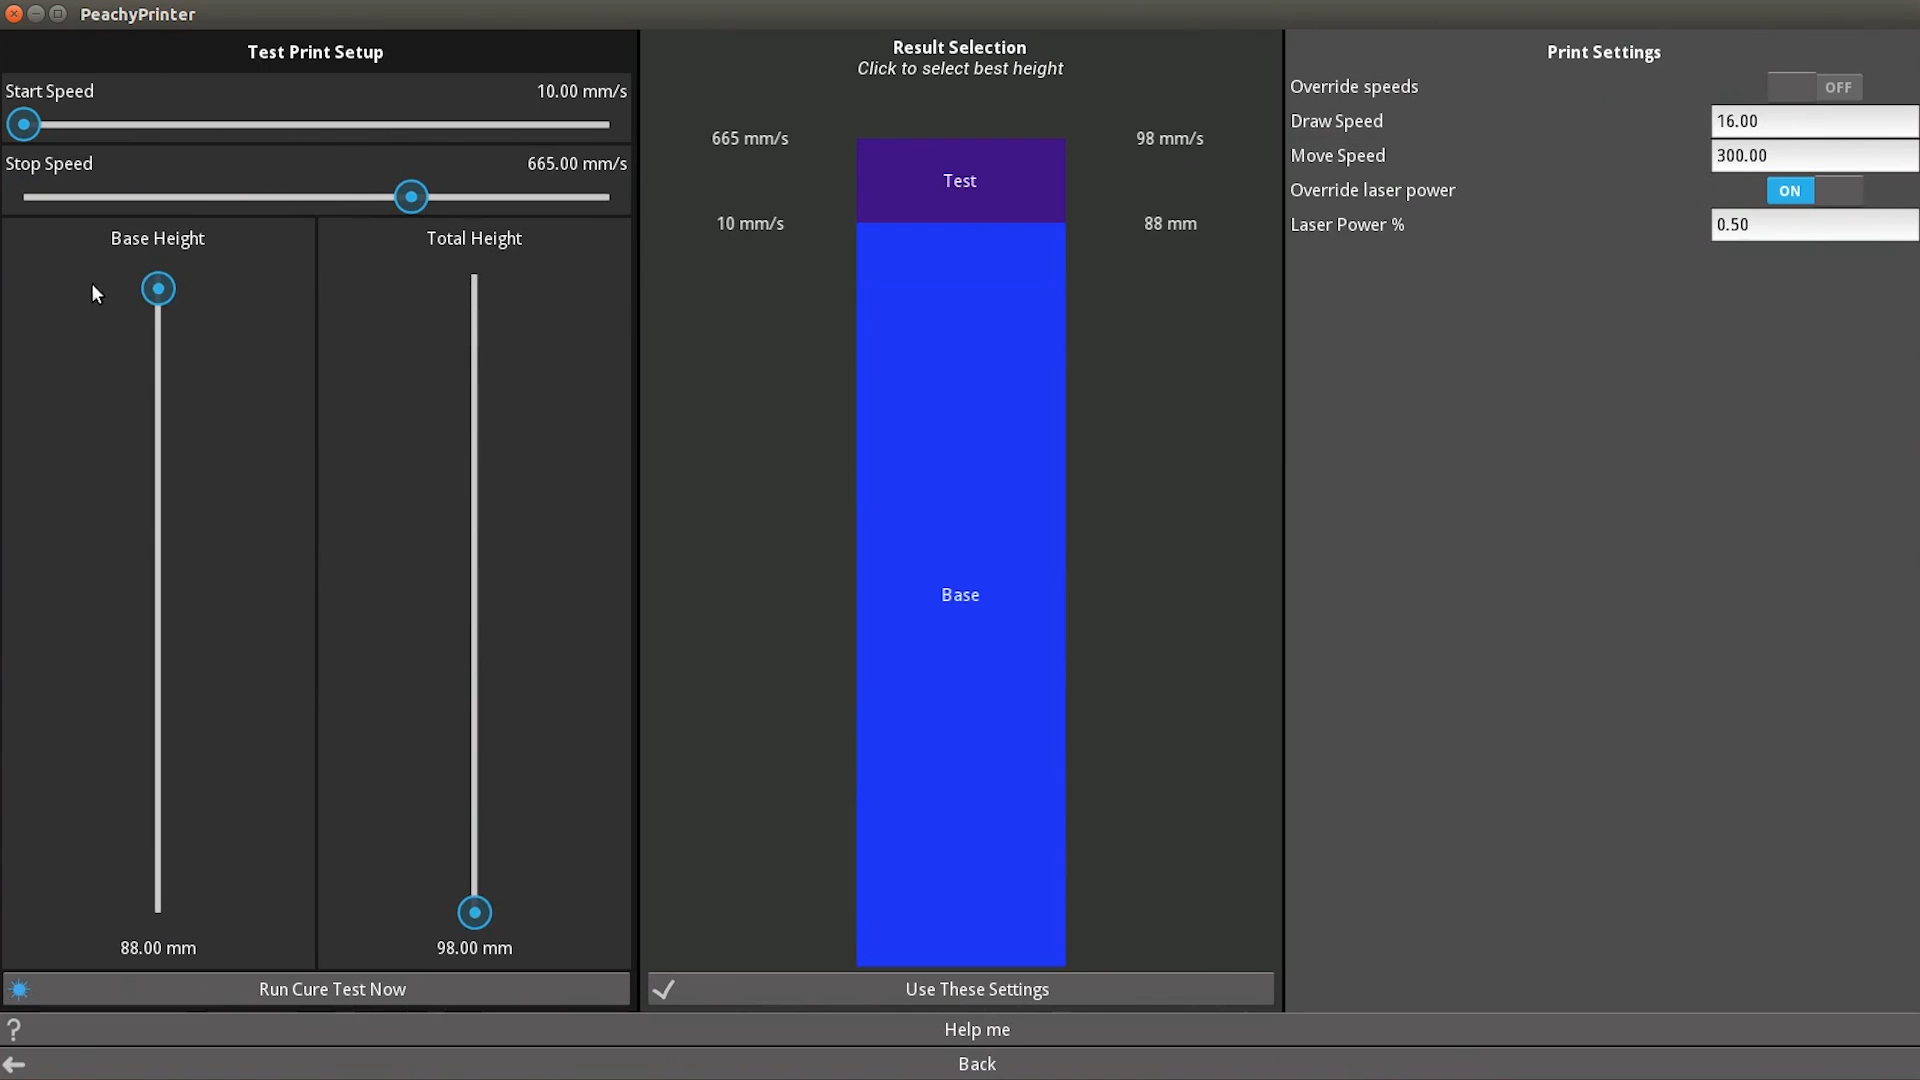 PeachyPrinter
Test Print Setup
Start Speed 10.00 mm/s
Stop Speed 665.00 mm/s
Base Height
Total Height
88.00 mm
98.00 mm
Run Cure Test Now
Result Selection
Click to select best height
665 mm/s
98 mm/s
Test
10 mm/s
88 mm
Base
Use These Settings
Print Settings
Override speeds OFF
Draw Speed 16.00
Move Speed 300.00
Override laser power ON
Laser Power % 0.50
? Help me
Back